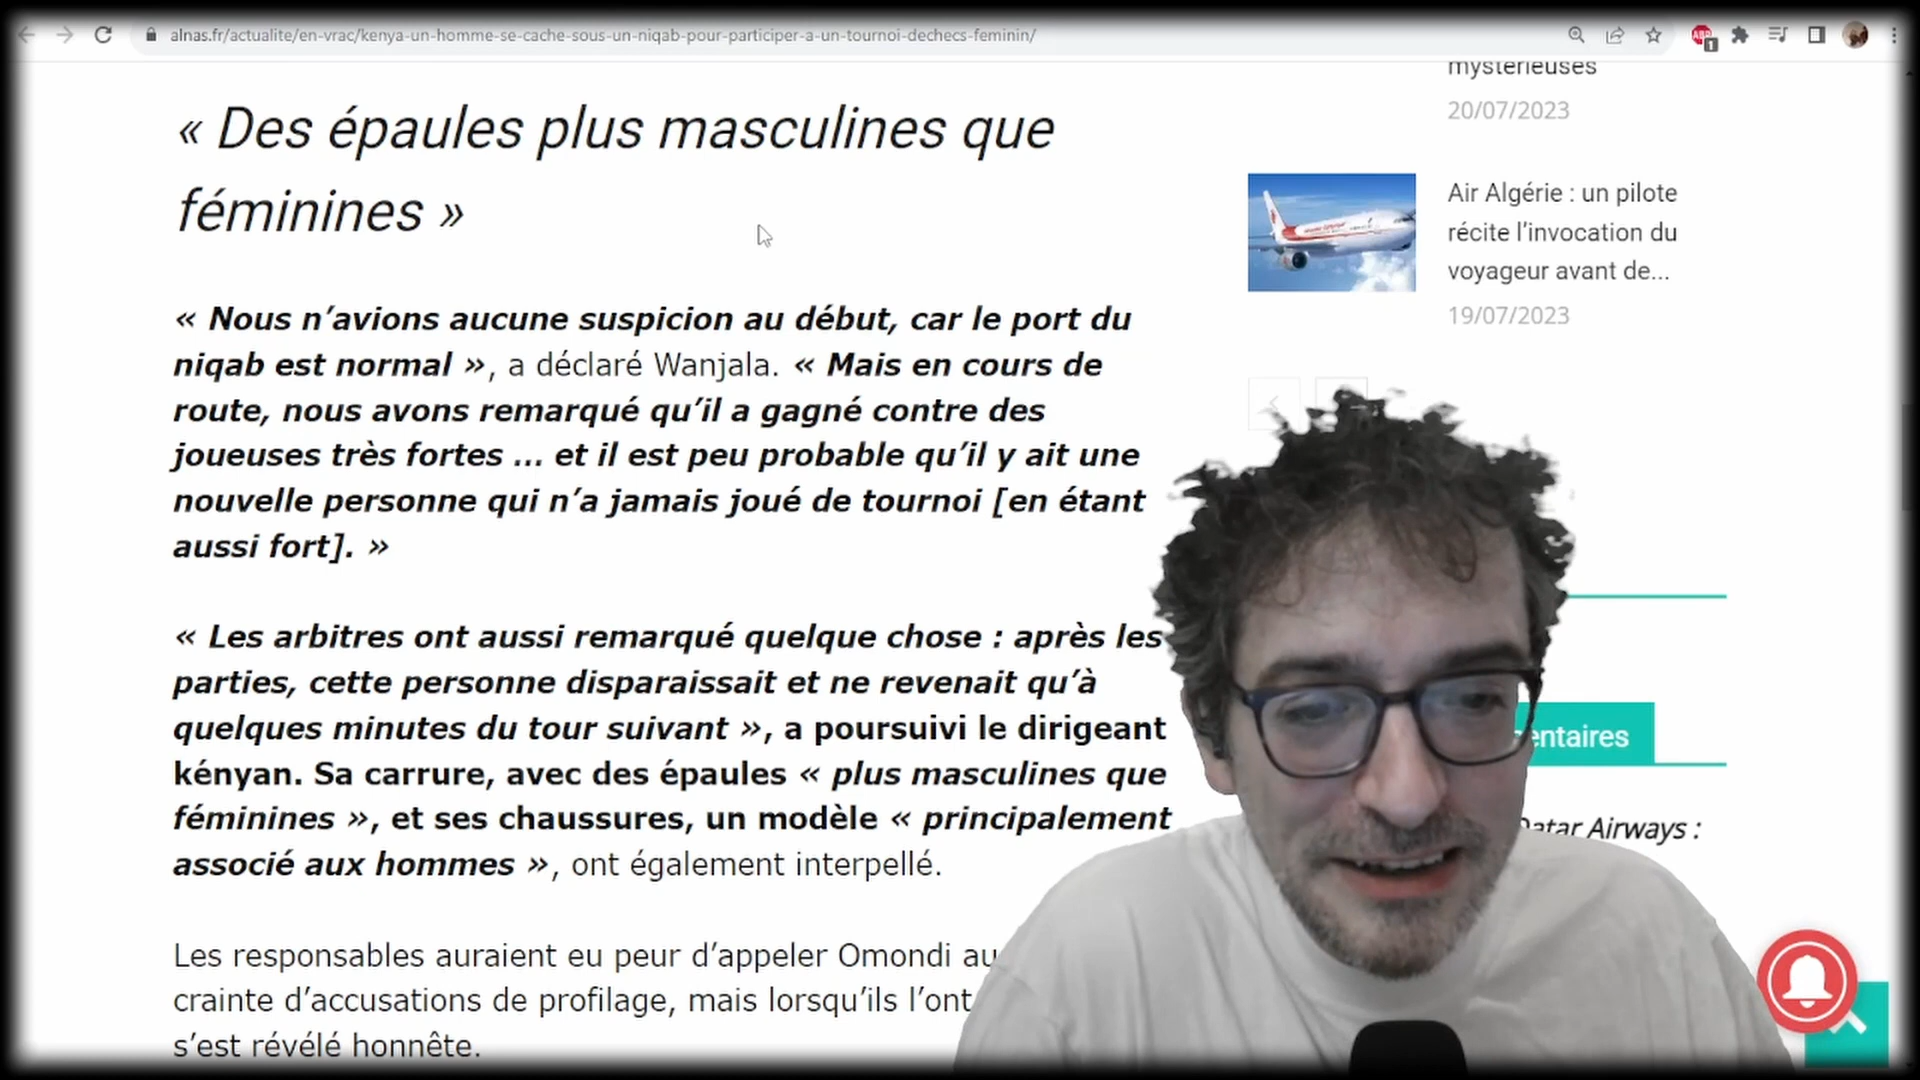 alnas.fr/actualite/en-vrac/kenya-un-homme-se-cache-sous-un-niqab-pour-participer-a-un-tournoi-dechecs-feminin/
ABP
1
« Des épaules plus masculines que
féminines »
« Nous n’avions aucune suspicion au début, car le port du
niqab est normal », a déclaré Wanjala. « Mais en cours de
route, nous avons remarqué qu’il a gagné contre des
joueuses très fortes ... et il est peu probable qu’il y ait une
nouvelle personne qui n’a jamais joué de tournoi [en étant
aussi fort]. »
« Les arbitres ont aussi remarqué quelque chose : après les
parties, cette personne disparaissait et ne revenait qu’à
quelques minutes du tour suivant », a poursuivi le dirigeant
kényan. Sa carrure, avec des épaules « plus masculines que
féminines », et ses chaussures, un modèle « principalement
associé aux hommes », ont également interpellé.
Les responsables auraient eu peur d’appeler Omondi au
crainte d’accusations de profilage, mais lorsqu’ils l’ont
s’est révélé honnête.
mystérieuses
20/07/2023
Air Algérie : un pilote
récite l’invocation du
voyageur avant de...
19/07/2023
entaires
Qatar Airways :